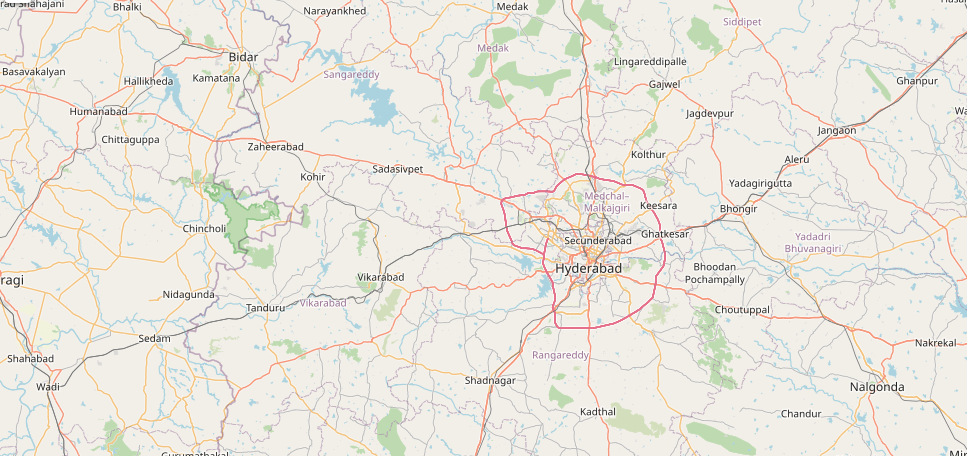 Bhalki
Narayankhed
Medak
Siddipet
Medak
Bidar
Lingareddipalle
Basavakalyan
Hallikheda
Kamatana
Sangareddy
Gajwel
Ghanpur
Humanabad
Jagdevpur
Chittaguppa
Jangaon
Zaheerabad
Kolthur
Aleru
Sadasivpet
Kohir
Yadagirigutta
Medchal–
Malkajgiri
Keesara
Bhongir
Chincholi
Ghatkesar
Secunderabad
Yadadri
Bhuvanagiri
Hyderabad
Bhoodan
Pochampally
ragi
Vikarabad
Nidagunda
Tanduru
Vikarabad
Choutuppal
Sedam
Nakrekal
Shahabad
Rangareddy
Wadi
Shadnagar
Nalgonda
Kadthal
Chandur